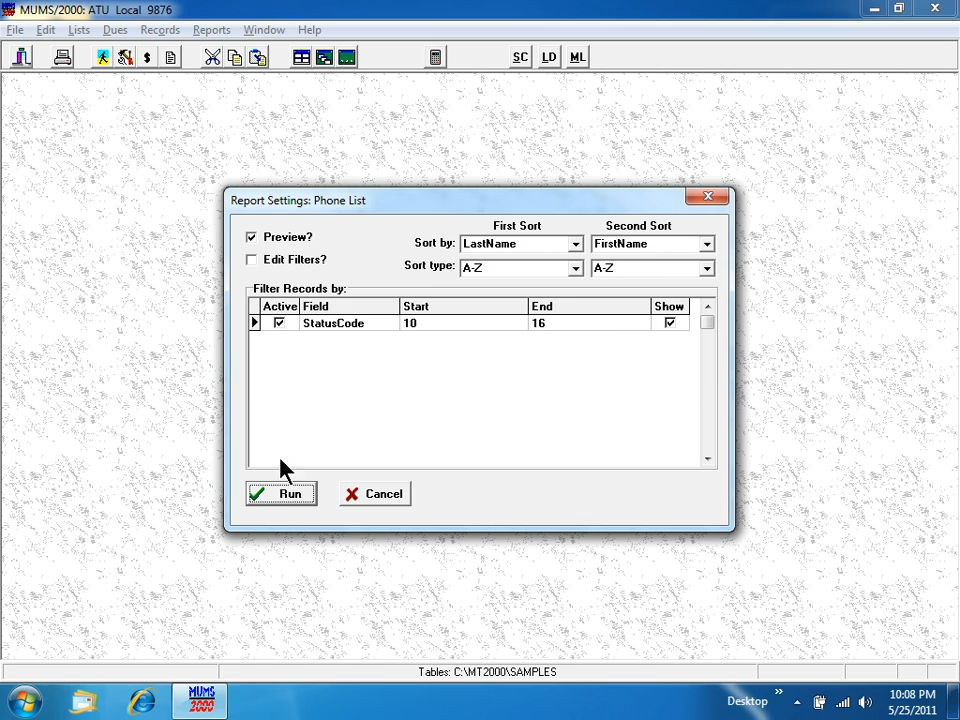 MUMS/2000: ATU Local 9876
File Edit Lists Dues Records Reports Window Help
$ SC LD ML
Report Settings: Phone List
First Sort Second Sort
Preview? Sort by: LastName FirstName
Edit Filters? Sort type: A-Z A-Z
Filter Records by:
Active Field Start End Show
StatusCode 10 16
Run Cancel
Tables: C:\MT2000\SAMPLES
MUMS
2000
Desktop
10:08 PM
5/25/2011